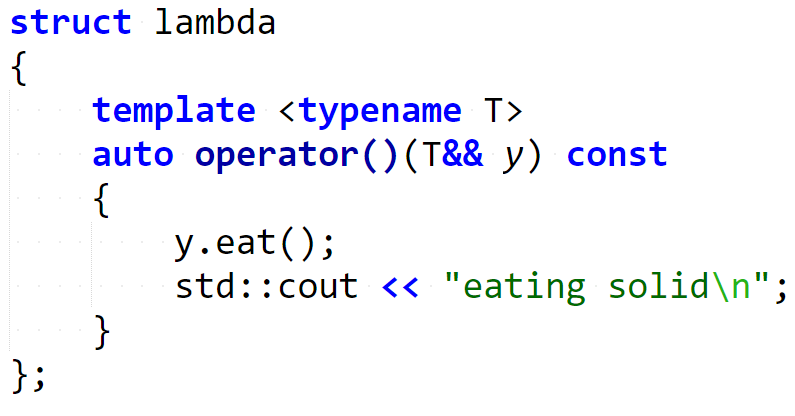 struct lambda
{
    template <typename T>
    auto operator()(T&& y) const
    {
        y.eat();
        std::cout << "eating solid\n";
    }
};